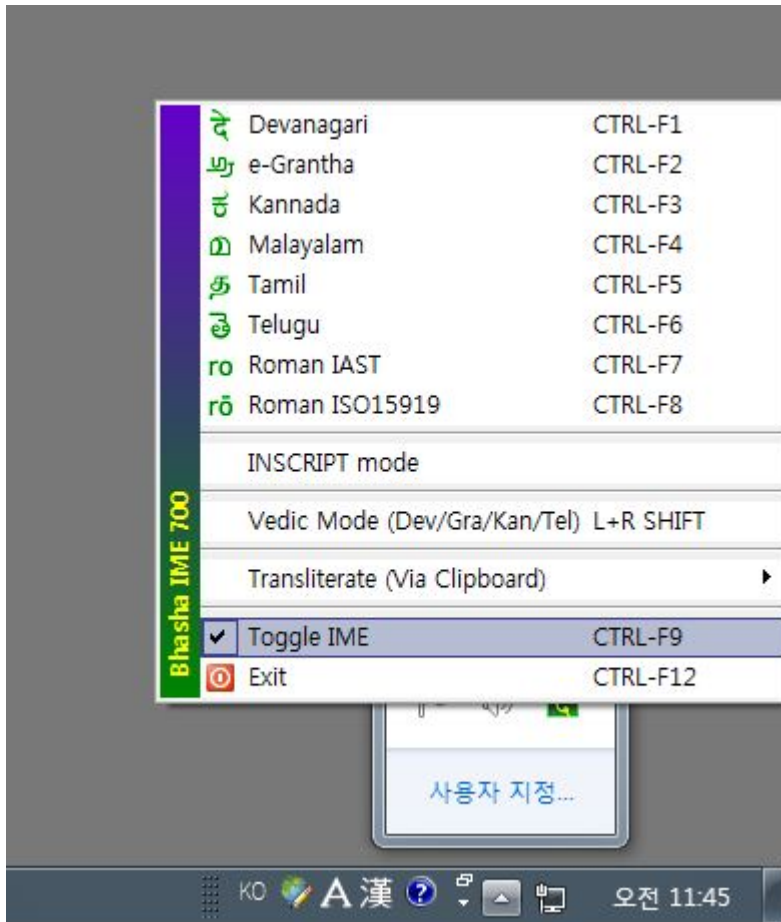 दे Devanagari CTRL-F1
e-Grantha CTRL-F2
ಕ Kannada CTRL-F3
മ Malayalam CTRL-F4
த Tamil CTRL-F5
తె Telugu CTRL-F6
ro Roman IAST CTRL-F7
rō Roman ISO15919 CTRL-F8
INSCRIPT mode
Vedic Mode (Dev/Gra/Kan/Tel) L+R SHIFT
Transliterate (Via Clipboard)
Toggle IME CTRL-F9
Exit CTRL-F12
Bhasha IME 700
사용자 지정...
KO A 漢 ? 오전 11:45